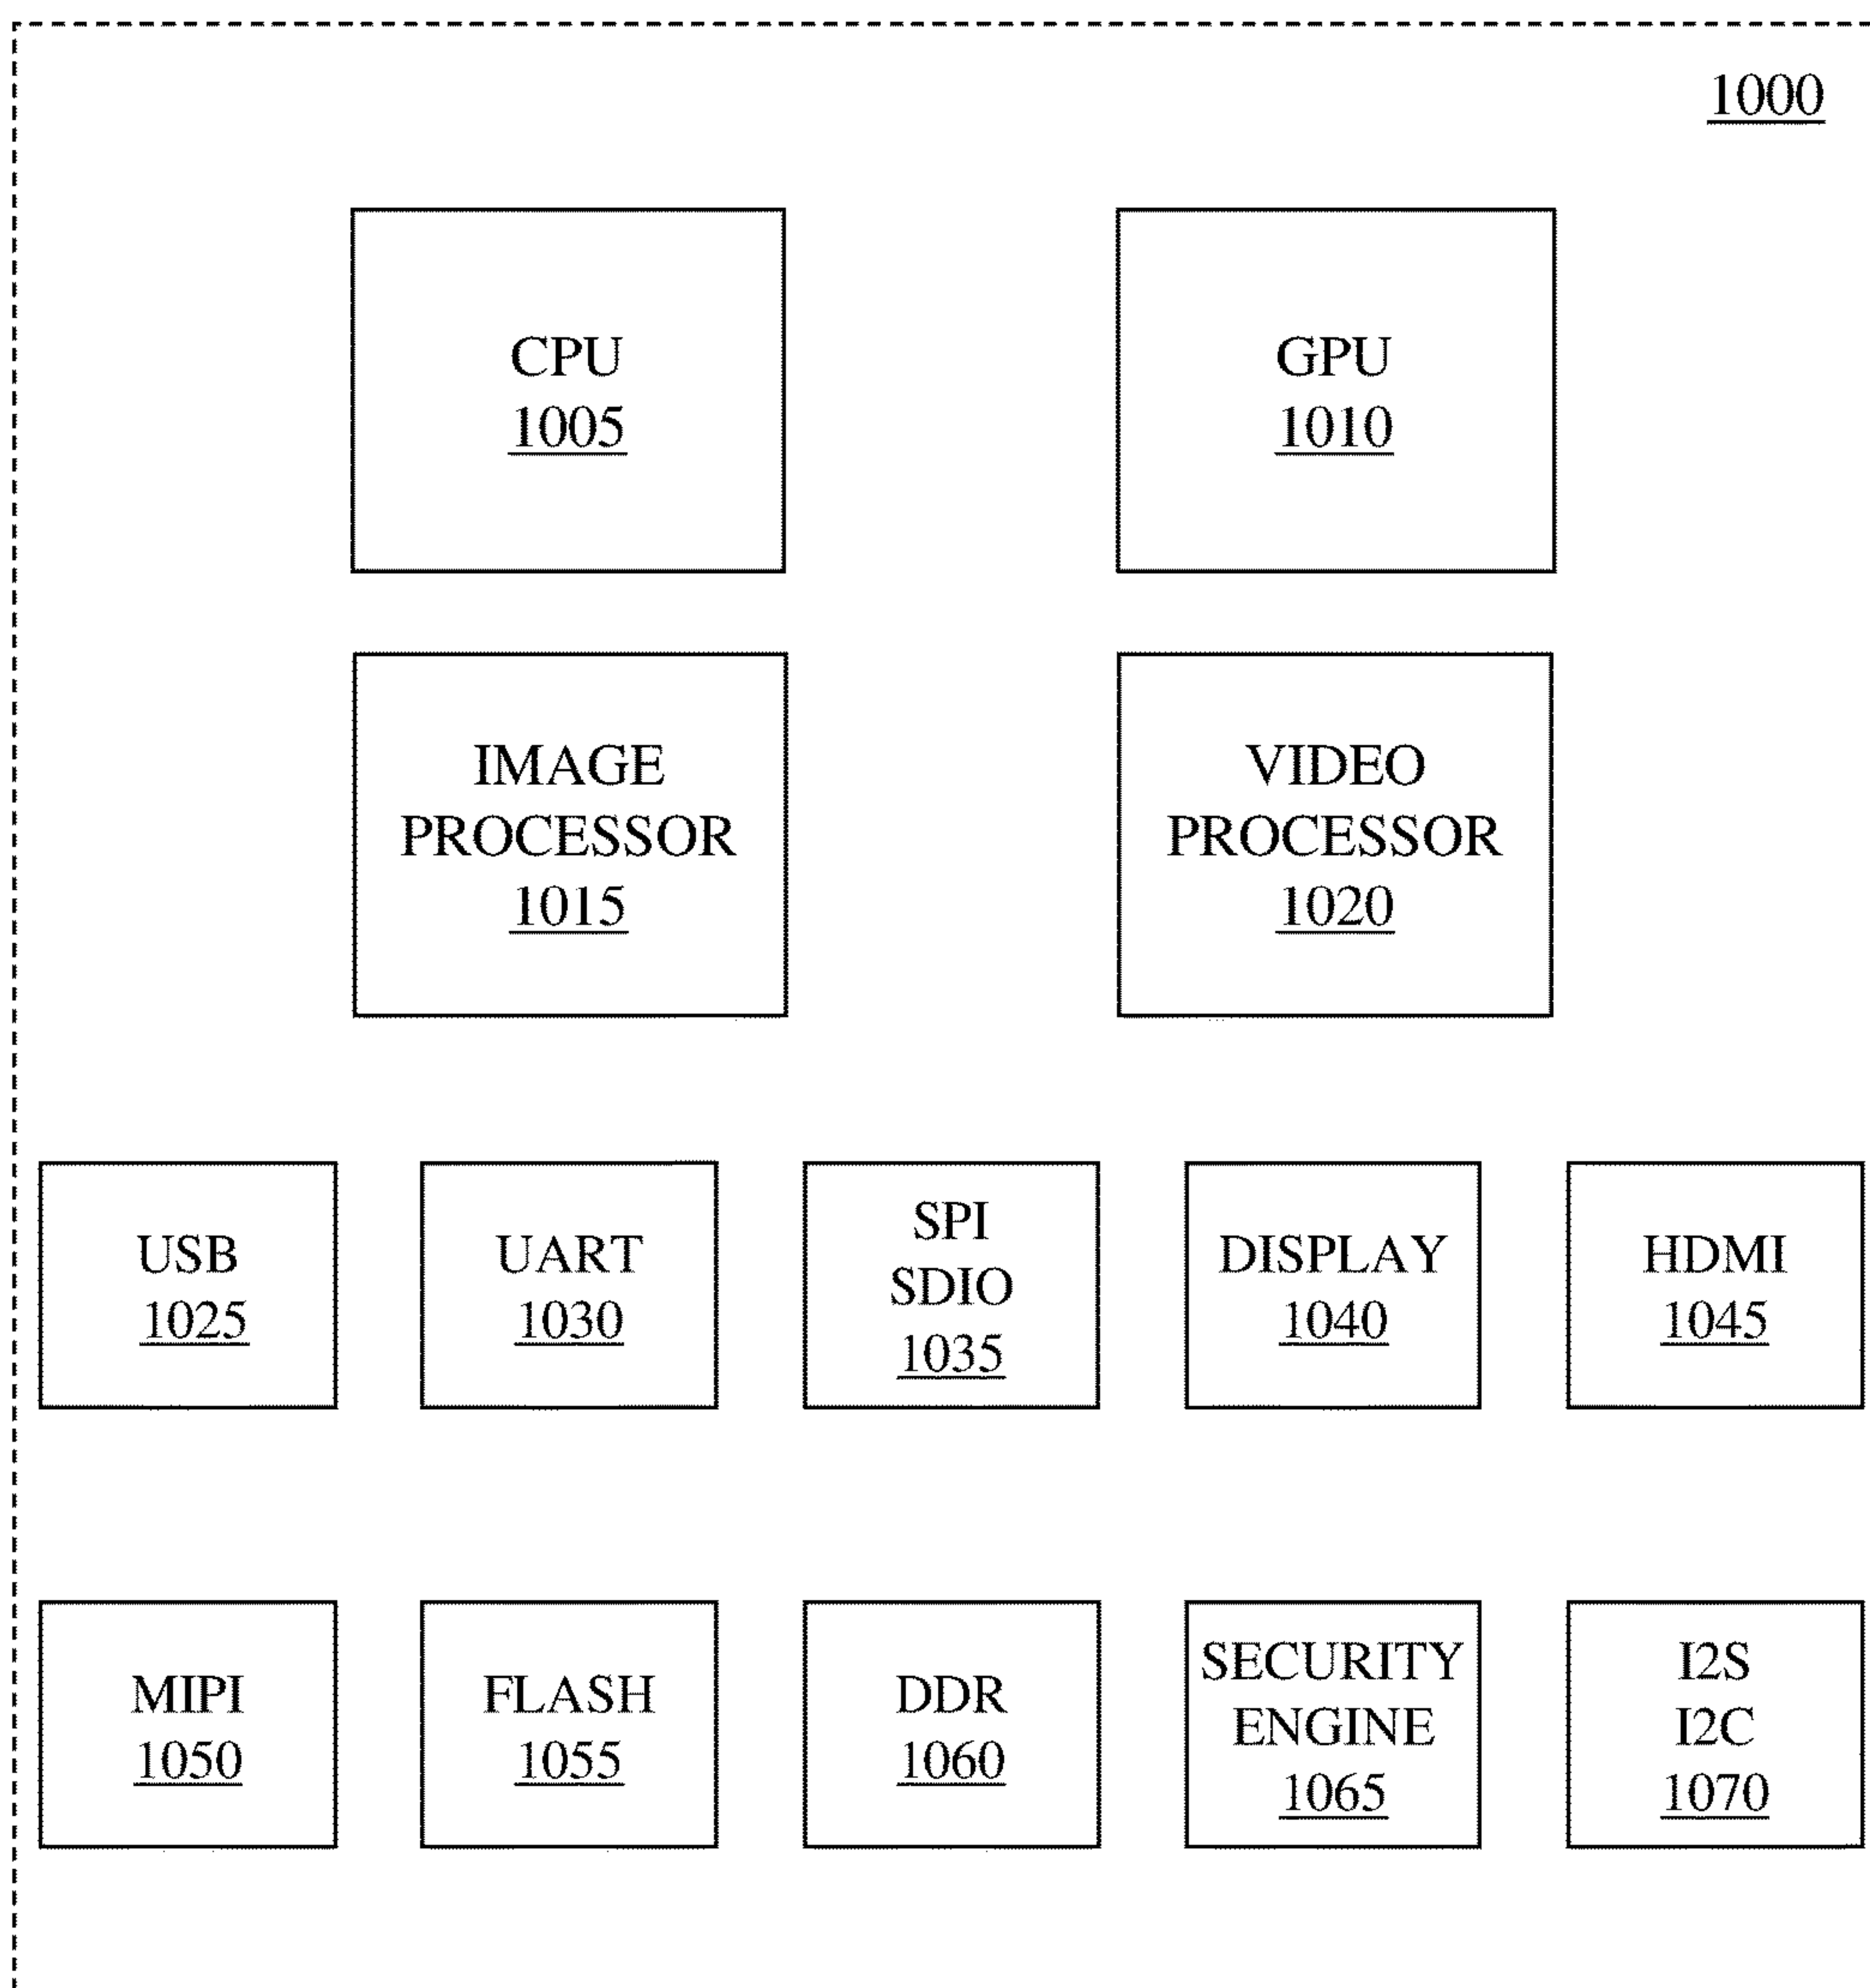 1000
CPU
1005
GPU
1010
IMAGE
PROCESSOR
1015
VIDEO
PROCESSOR
1020
USB
1025
UART
1030
SPI
SDIO
1035
DISPLAY
1040
HDMI
1045
MIPI
1050
FLASH
1055
DDR
1060
SECURITY
ENGINE
1065
I2S
I2C
1070